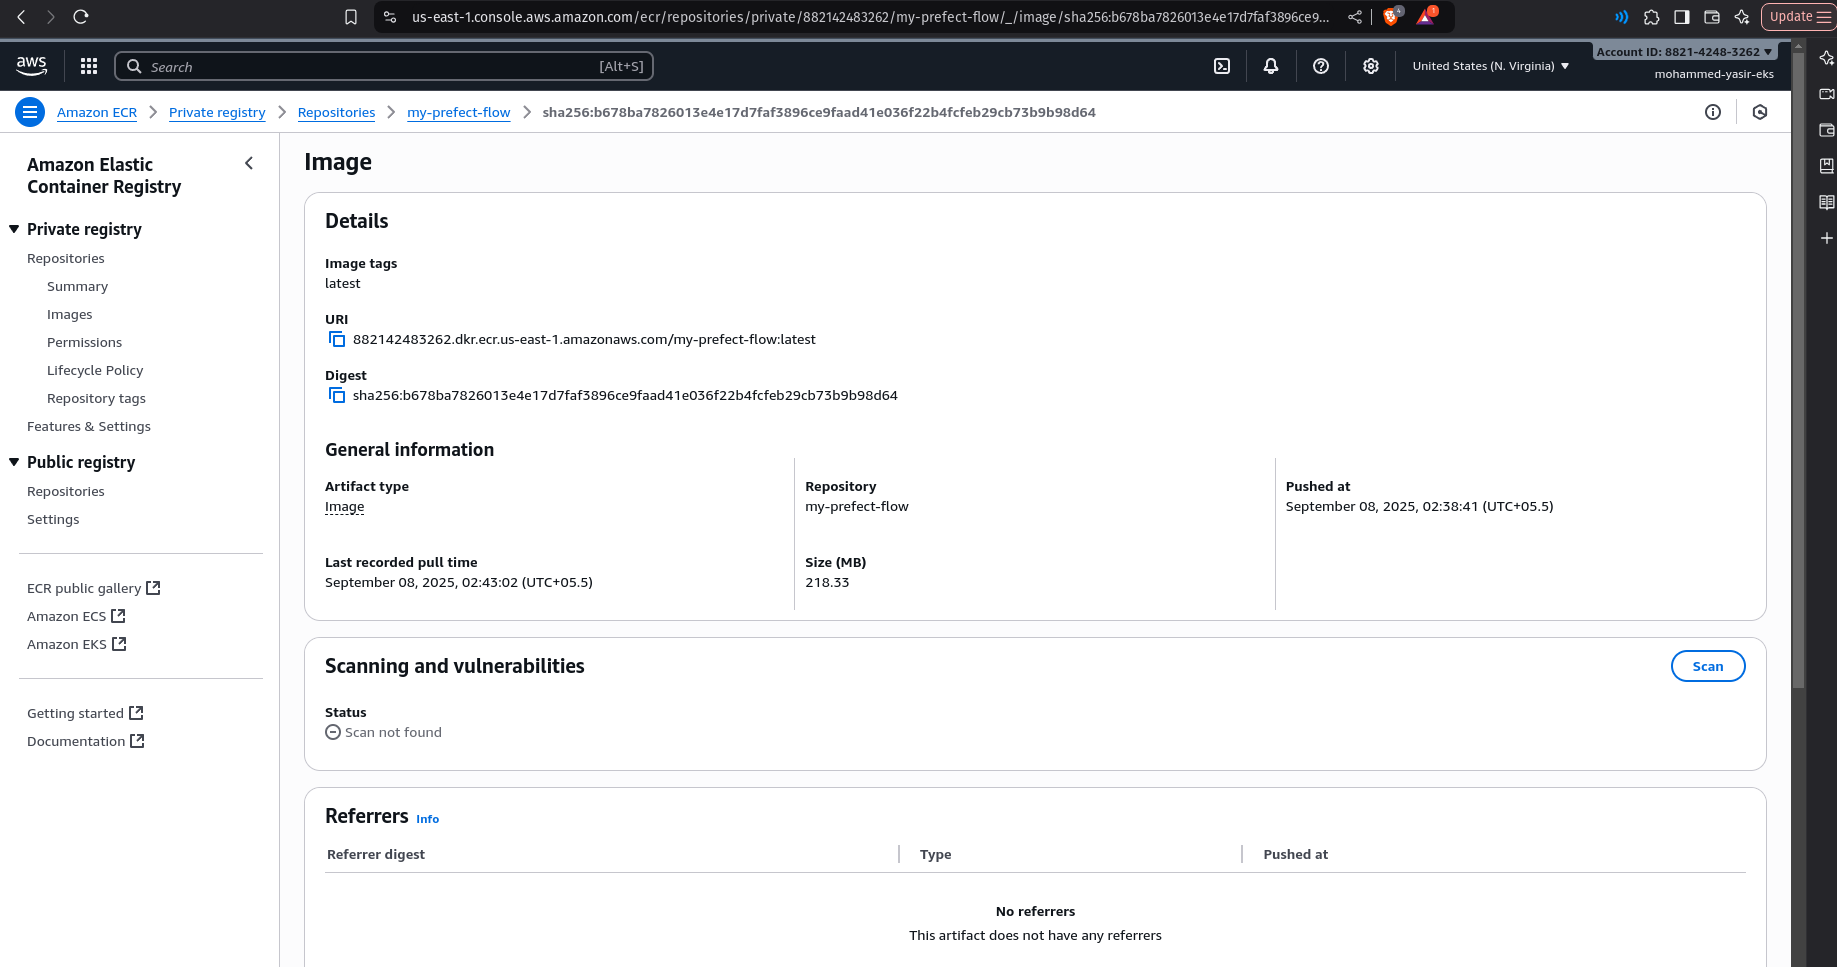 us-east-1.console.aws.amazon.com/ecr/repositories/private/882142483262/my-prefect-flow/_/image/sha256:b678ba7826013e4e17d7faf3896ce9...
4
1
Update
aws
Search
[Alt+S]
United States (N. Virginia)
Account ID: 8821-4248-3262
mohammed-yasir-eks
Amazon ECR
Private registry
Repositories
my-prefect-flow
sha256:b678ba7826013e4e17d7faf3896ce9faad41e036f22b4fcfeb29cb73b9b98d64
Amazon Elastic
Container Registry
Private registry
Repositories
Summary
Images
Permissions
Lifecycle Policy
Repository tags
Features & Settings
Public registry
Repositories
Settings
ECR public gallery
Amazon ECS
Amazon EKS
Getting started
Documentation
Image
Details
Image tags
latest
URI
882142483262.dkr.ecr.us-east-1.amazonaws.com/my-prefect-flow:latest
Digest
sha256:b678ba7826013e4e17d7faf3896ce9faad41e036f22b4fcfeb29cb73b9b98d64
General information
Artifact type
Image
Repository
my-prefect-flow
Pushed at
September 08, 2025, 02:38:41 (UTC+05.5)
Last recorded pull time
September 08, 2025, 02:43:02 (UTC+05.5)
Size (MB)
218.33
Scanning and vulnerabilities
Scan
Status
Scan not found
Referrers Info
Referrer digest
Type
Pushed at
No referrers
This artifact does not have any referrers